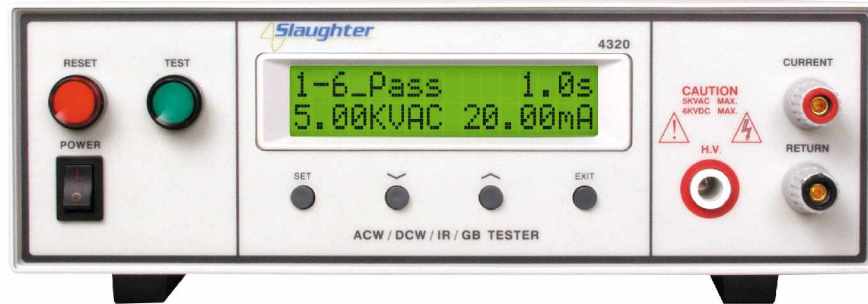 Slaughter
4320
RESET
TEST
POWER
1-6_Pass 1.0s
5.00KVAC 20.00mA
SET
EXIT
ACW / DCW / IR / GB TESTER
CAUTION
5KVAC MAX.
6KVDC MAX.
H.V.
CURRENT
RETURN